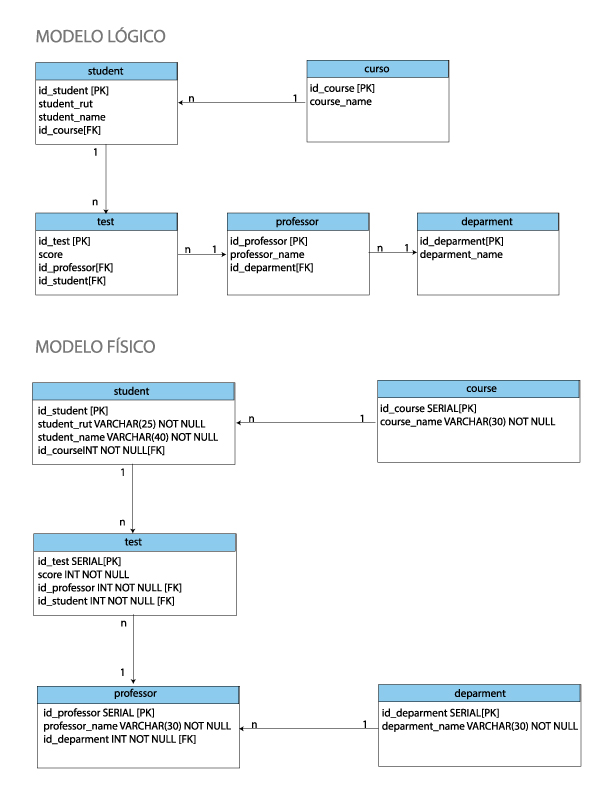 MODELO LÓGICO
student
id_student [PK]
student_rut
student_name
id_course[FK]
curso
id_course [PK]
course_name
n
1
1
n
test
id_test [PK]
score
id_professor[FK]
id_student[FK]
n
1
professor
id_professor [PK]
professor_name
id_deparment[FK]
n
1
deparment
id_deparment[PK]
deparment_name
MODELO FÍSICO
student
id_student [PK]
student_rut VARCHAR(25) NOT NULL
student_name VARCHAR(40) NOT NULL
id_courseINT NOT NULL[FK]
n
1
course
id_course SERIAL[PK]
course_name VARCHAR(30) NOT NULL
1
n
test
id_test SERIAL[PK]
score INT NOT NULL
id_professor INT NOT NULL [FK]
id_student INT NOT NULL [FK]
n
1
professor
id_professor SERIAL [PK]
professor_name VARCHAR(30) NOT NULL
id_deparment INT NOT NULL [FK]
n
1
deparment
id_deparment SERIAL[PK]
deparment_name VARCHAR(30) NOT NULL